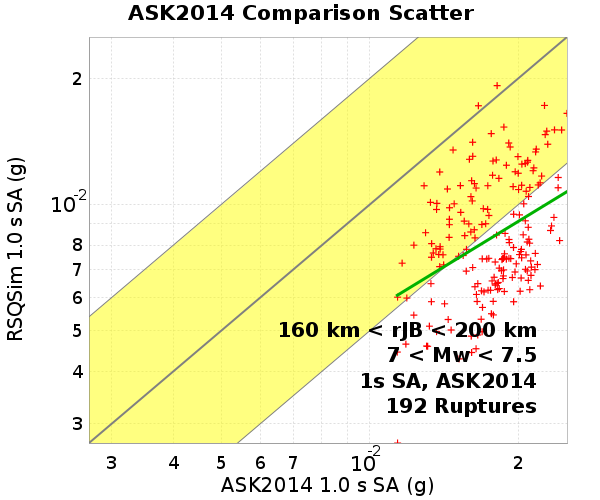 ASK2014 Comparison Scatter
RSQSim 1.0 s SA (g)
2
10-2
8
7
6
5
4
3
160 km < rJB < 200 km
7 < Mw < 7.5
1s SA, ASK2014
192 Ruptures
3 4 5 6 7 10-2 2
ASK2014 1.0 s SA (g)